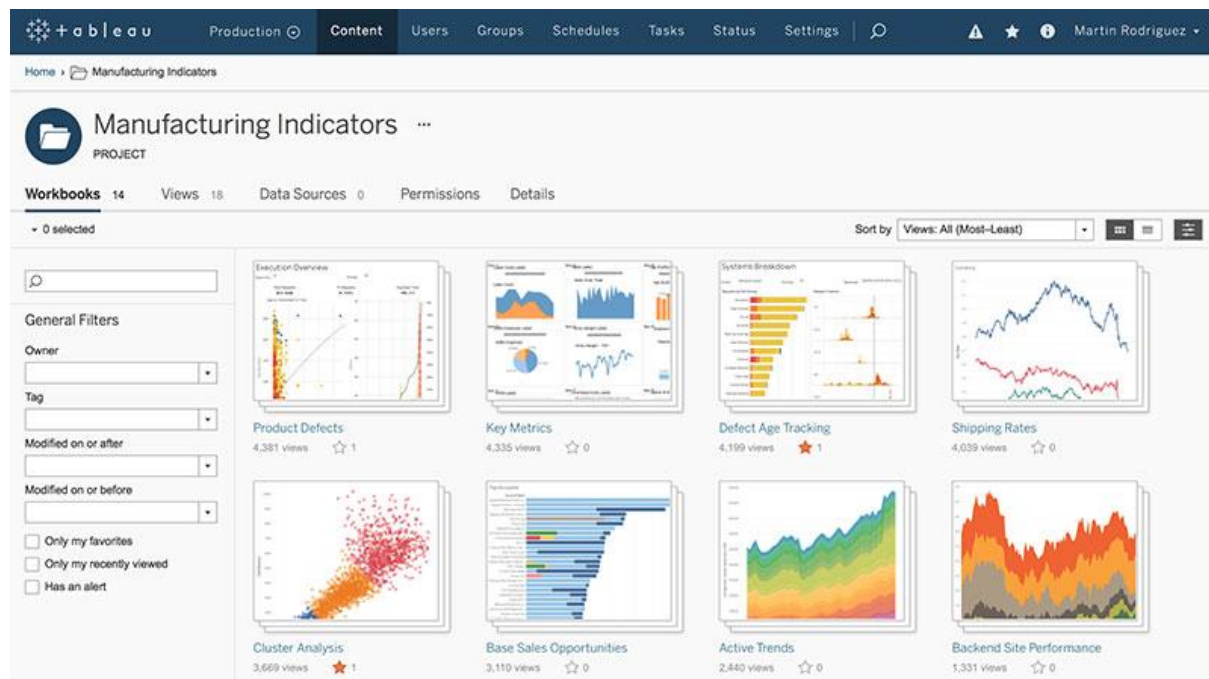 +ableau Production Content Users Groups Schedules Tasks Status Settings Martin Rodriguez
Home › Manufacturing Indicators
Manufacturing Indicators ...
PROJECT
Workbooks 14 Views 18 Data Sources 0 Permissions Details
0 selected Sort by Views: All (Most–Least)
General Filters
Owner
Tag
Modified on or after
Modified on or before
Only my favorites
Only my recently viewed
Has an alert
Execution Overview
Systems Breakdown
Product Defects
4,381 views 1
Key Metrics
4,335 views 0
Defect Age Tracking
4,199 views 1
Shipping Rates
4,039 views 0
Cluster Analysis
3,669 views 1
Base Sales Opportunities
3,110 views 0
Active Trends
2,440 views 0
Backend Site Performance
1,331 views 0